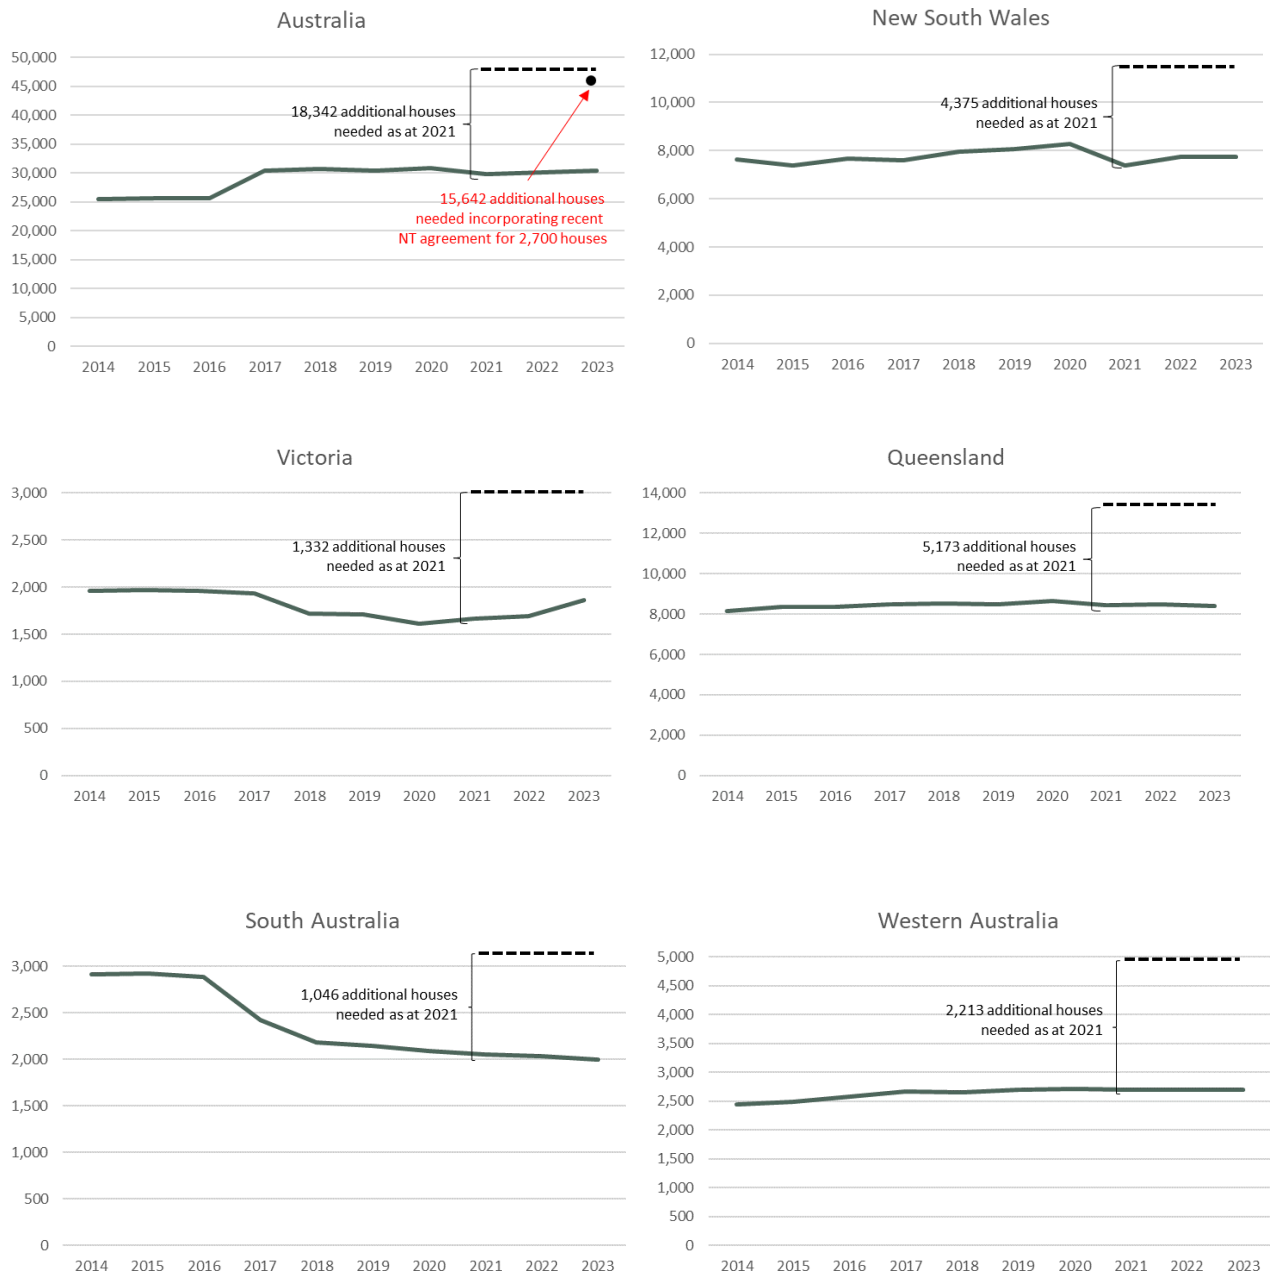 Australia
50,000
45,000
40,000
35,000
30,000
25,000
20,000
15,000
10,000
5,000
0
18,342 additional houses
needed as at 2021
15,642 additional houses
needed incorporating recent
NT agreement for 2,700 houses
2014 2015 2016 2017 2018 2019 2020 2021 2022 2023
New South Wales
12,000
10,000
8,000
6,000
4,000
2,000
0
4,375 additional houses
needed as at 2021
2014 2015 2016 2017 2018 2019 2020 2021 2022 2023
Victoria
3,000
2,500
2,000
1,500
1,000
500
0
1,332 additional houses
needed as at 2021
2014 2015 2016 2017 2018 2019 2020 2021 2022 2023
Queensland
14,000
12,000
10,000
8,000
6,000
4,000
2,000
0
5,173 additional houses
needed as at 2021
2014 2015 2016 2017 2018 2019 2020 2021 2022 2023
South Australia
3,000
2,500
2,000
1,500
1,000
500
0
1,046 additional houses
needed as at 2021
2014 2015 2016 2017 2018 2019 2020 2021 2022 2023
Western Australia
5,000
4,500
4,000
3,500
3,000
2,500
2,000
1,500
1,000
500
0
2,213 additional houses
needed as at 2021
2014 2015 2016 2017 2018 2019 2020 2021 2022 2023